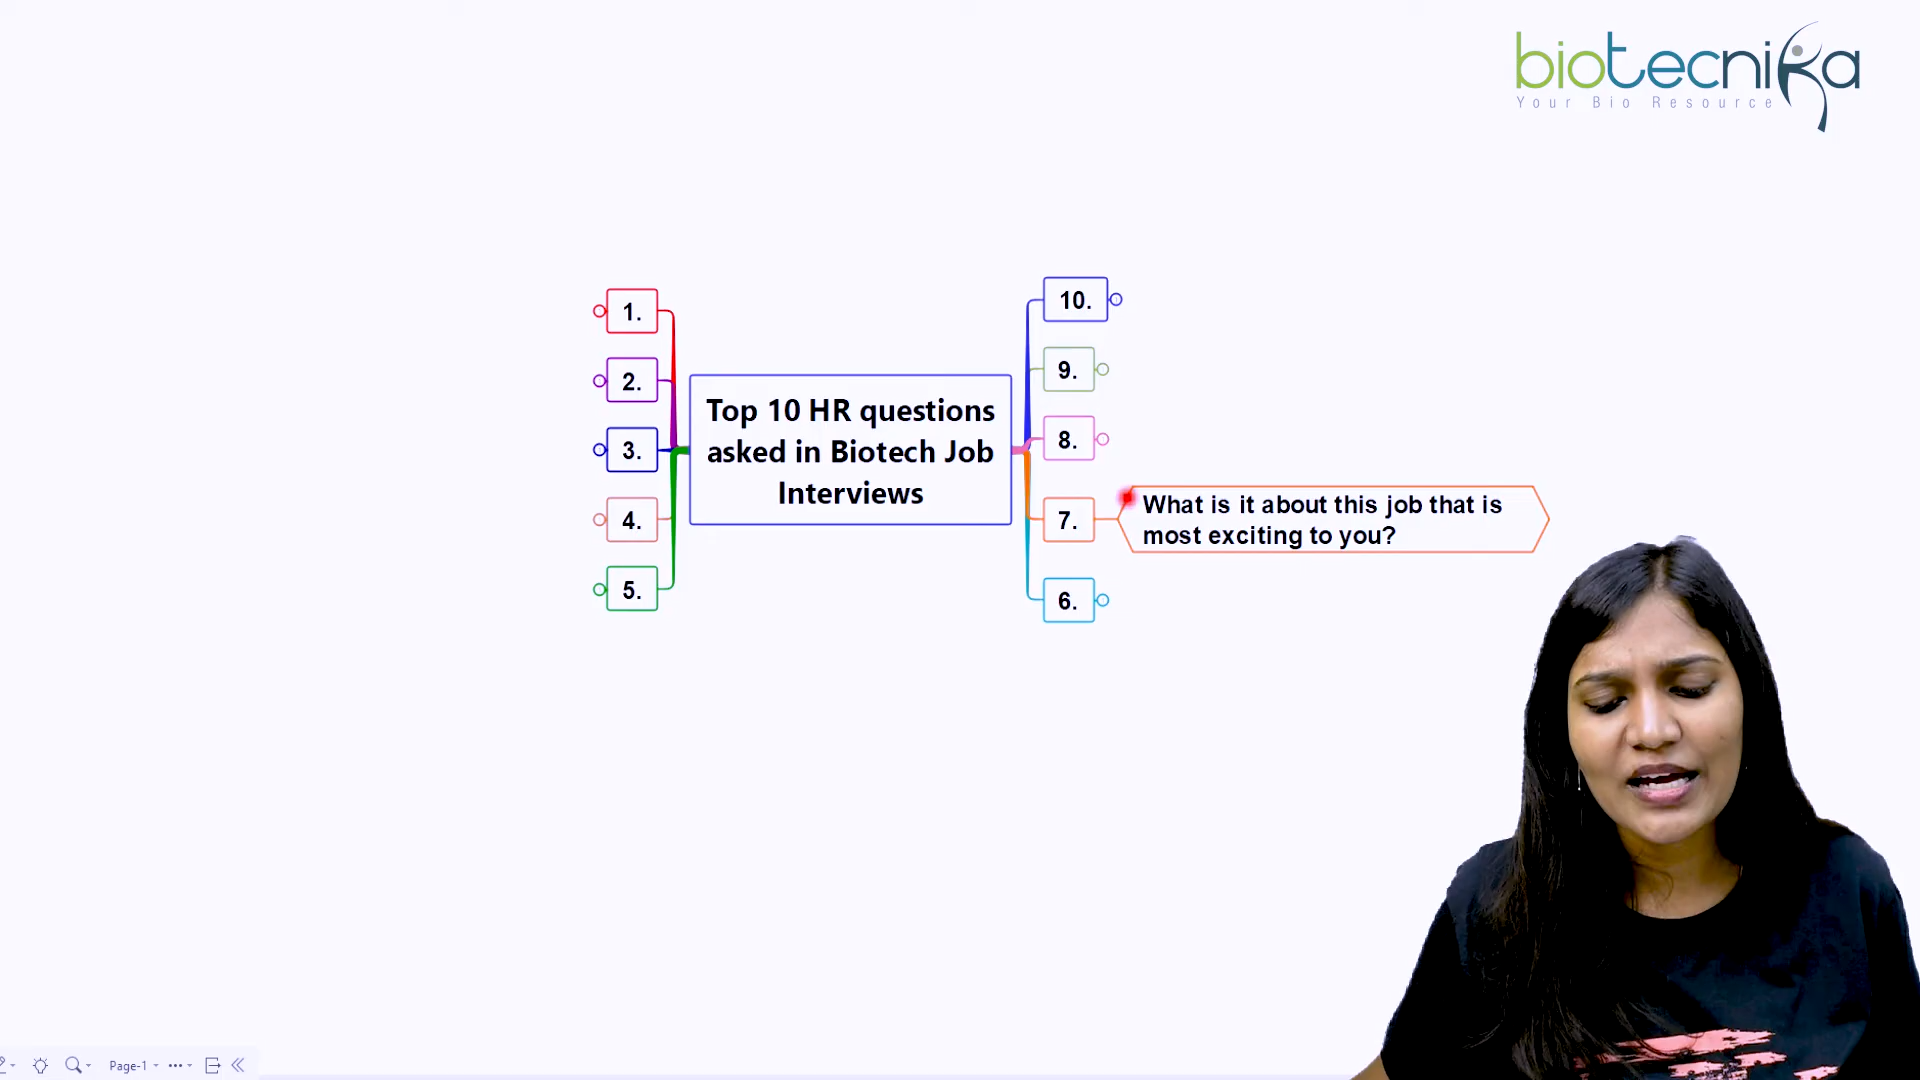 biotecnika
Your Bio Resource
1.
2.
3.
4.
5.
Top 10 HR questions
asked in Biotech Job
Interviews
10.
9.
8.
7.
What is it about this job that is
most exciting to you?
6.
Page-1